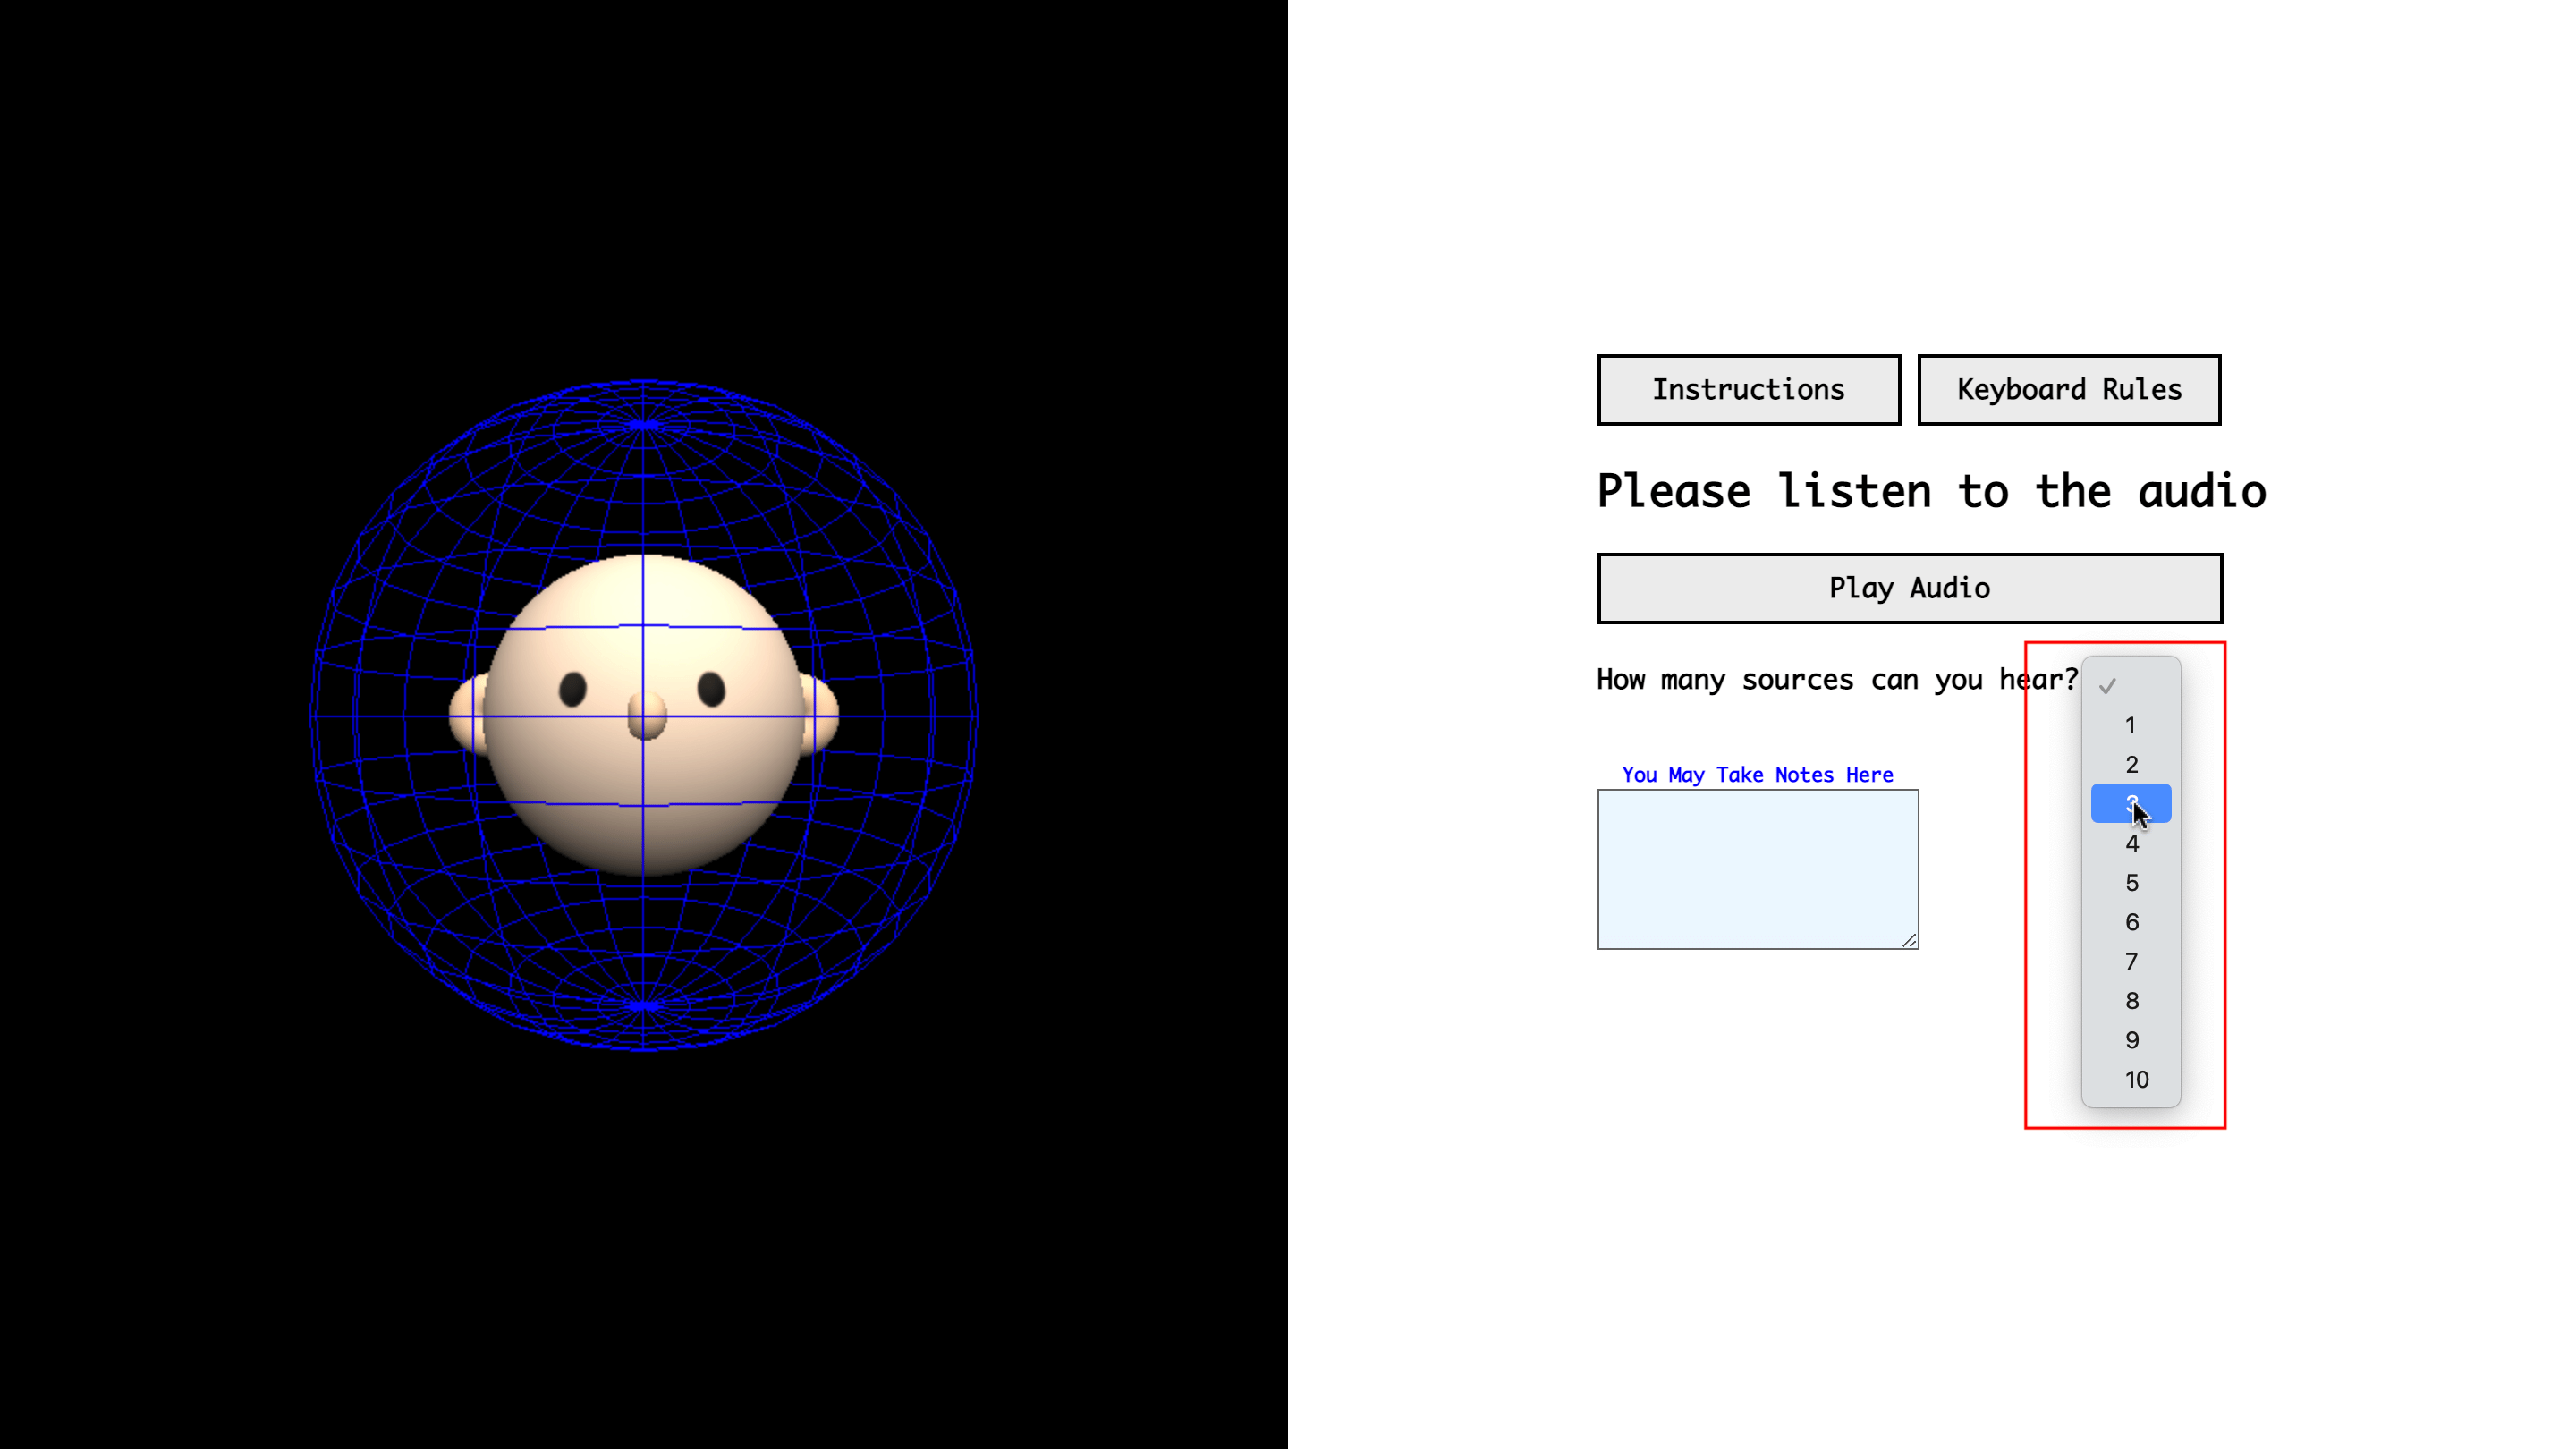 Instructions
Keyboard Rules
Please listen to the audio
Play Audio
How many sources can you hear?
1
2
3
4
5
6
7
8
9
10
You May Take Notes Here